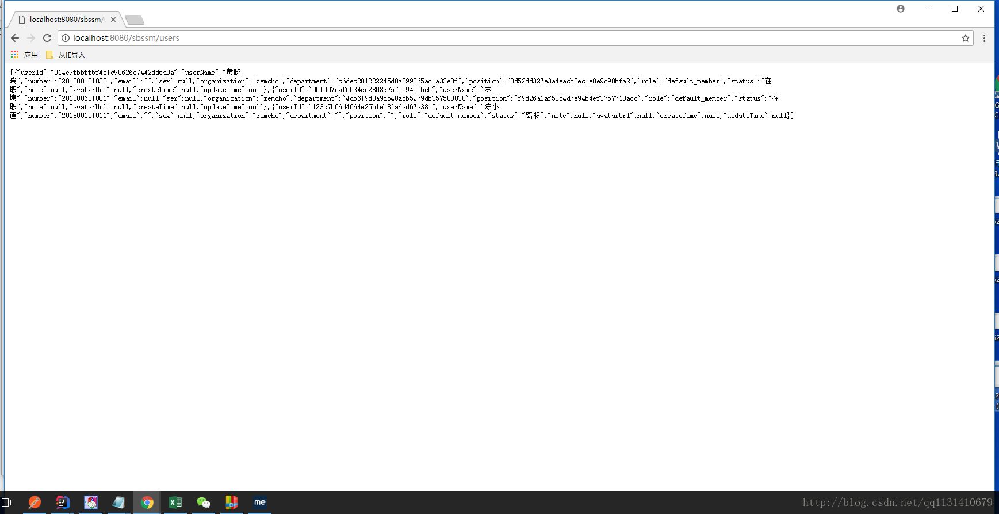 localhost:8080/sbssm/
localhost:8080/sbssm/users
应用 从IE导入
[{"userId":"014e9fbbff5f451c90626e7442dd6a9a","userName":"黄晓
晓","number":"201800101030","email":"","sex":null,"organization":"zemcho","department":"c6dec281222245d8a099865ac1a32e8f","position":"8d52dd327e3a4eacb3ec1e0e9c98bfa2","role":"default_member","status":"在
职","note":null,"avatarUrl":null,"createTime":null,"updateTime":null},{"userId":"051dd7caf6534cc280897af0c94debeb","userName":"林
壕","number":"201800601001","email":null,"sex":null,"organization":"zemcho","department":"4d5619d0a9db40a5b5279db357588830","position":"f9d26a1af58b4d7e94b4ef37b7718acc","role":"default_member","status":"在
职","note":null,"avatarUrl":null,"createTime":null,"updateTime":null},{"userId":"123c7b66d4064e25b1eb8fa6ad67a381","userName":"陈小
莲","number":"201800101011","email":"","sex":null,"organization":"zemcho","department":"","position":"","role":"default_member","status":"离职","note":null,"avatarUrl":null,"createTime":null,"updateTime":null}]
me
http://blog.csdn.net/qq1131410679